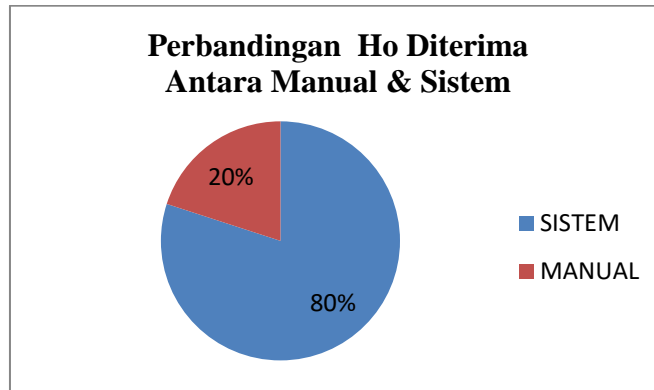 Perbandingan Ho Diterima
Antara Manual & Sistem
20%
80%
SISTEM
MANUAL